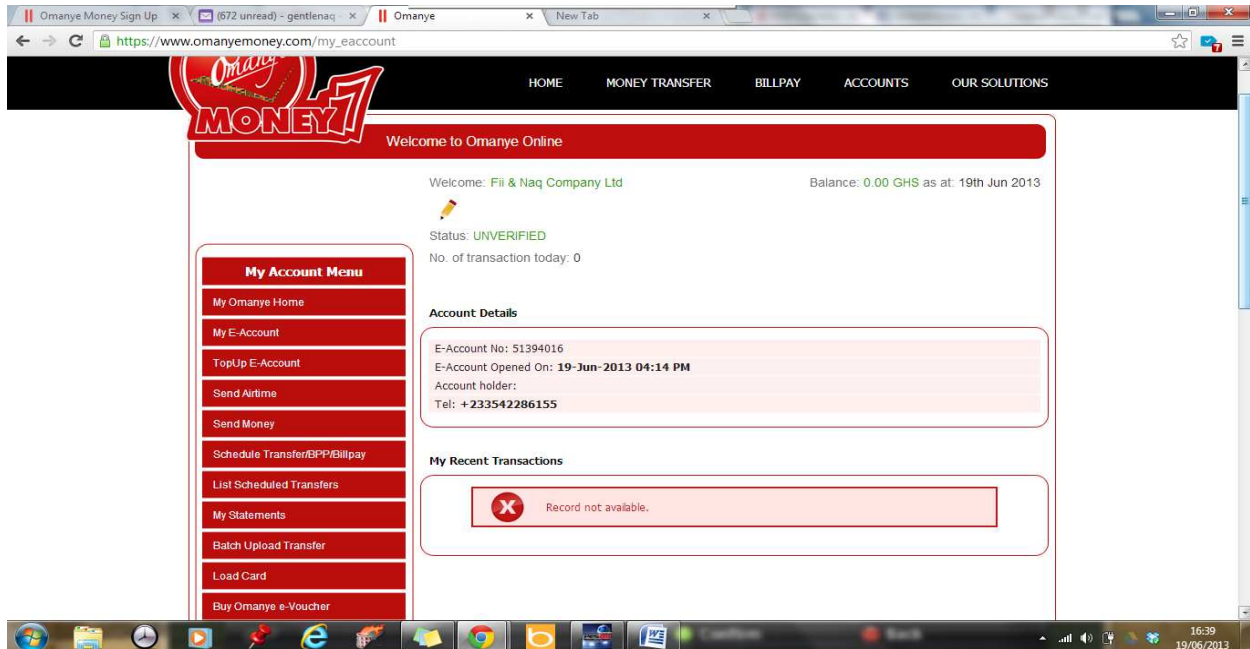 Omanye Money Sign Up
(672 unread) - gentlenaq -
Omanye
New Tab
https://www.omanyemoney.com/my_eaccount
7
Omanye
MONEY
HOME MONEY TRANSFER BILLPAY ACCOUNTS OUR SOLUTIONS
Welcome to Omanye Online
Welcome: Fii & Naq Company Ltd
Balance: 0.00 GHS as at: 19th Jun 2013
Status: UNVERIFIED
No. of transaction today: 0
My Account Menu
My Omanye Home
My E-Account
TopUp E-Account
Send Airtime
Send Money
Schedule Transfer/BPP/Billpay
List Scheduled Transfers
My Statements
Batch Upload Transfer
Load Card
Buy Omanye e-Voucher
Account Details
E-Account No: 51394016
E-Account Opened On: 19-Jun-2013 04:14 PM
Account holder:
Tel: +233542286155
My Recent Transactions
Record not available.
Confirm
Back
16:39
19/06/2013